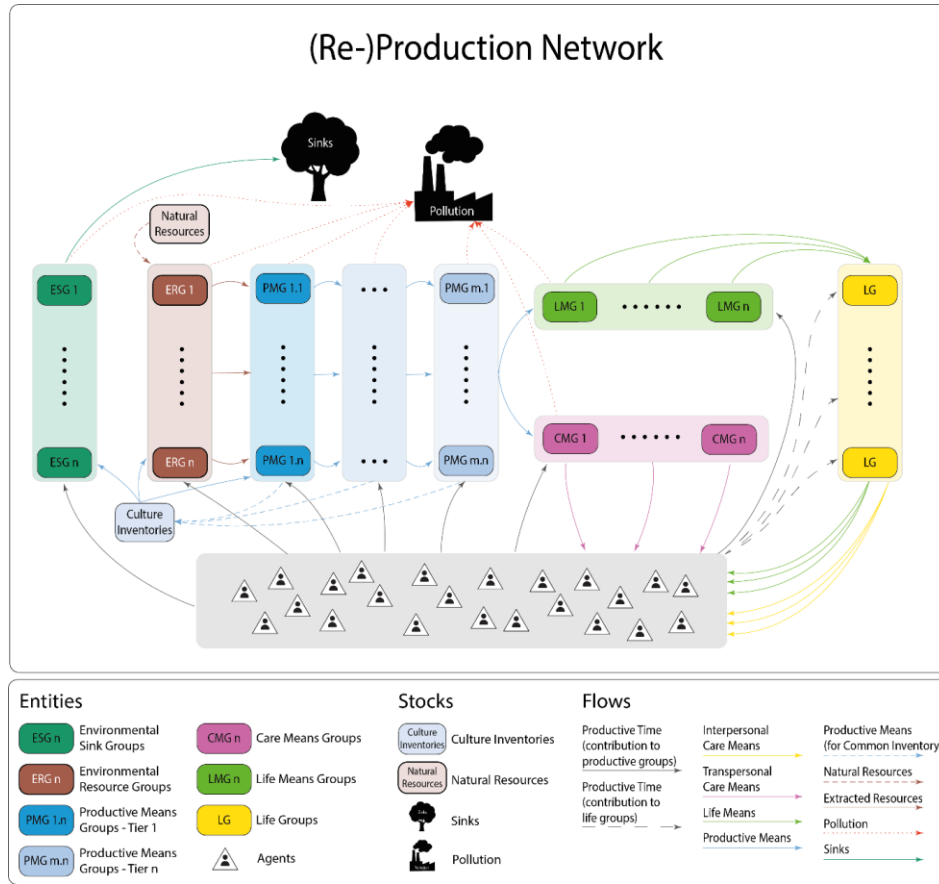 (Re-)Production Network
Sinks
Pollution
Natural
Resources
ESG 1
ERG 1
PMG 1.1
PMG m.1
LMG 1
LMG n
LG
CMG 1
CMG n
ESG n
ERG n
PMG 1.n
PMG m.n
LG
Culture
Inventories
Entities
ESG n
Environmental
Sink Groups
ERG n
Environmental
Resource Groups
PMG 1.n
Productive Means
Groups - Tier 1
PMG m.n
Productive Means
Groups - Tier n
CMG n
Care Means Groups
LMG n
Life Means Groups
LG
Life Groups
Agents
Stocks
Culture
Inventories
Culture Inventories
Natural
Resources
Natural Resources
Sinks
Pollution
Flows
Productive Time
(contribution to
productive groups)
Productive Time
(contribution to
life groups)
Interpersonal
Care Means
Transpersonal
Care Means
Life Means
Productive Means
Productive Means
(for Common Inventory)
Natural Resources
Extracted Resources
Pollution
Sinks